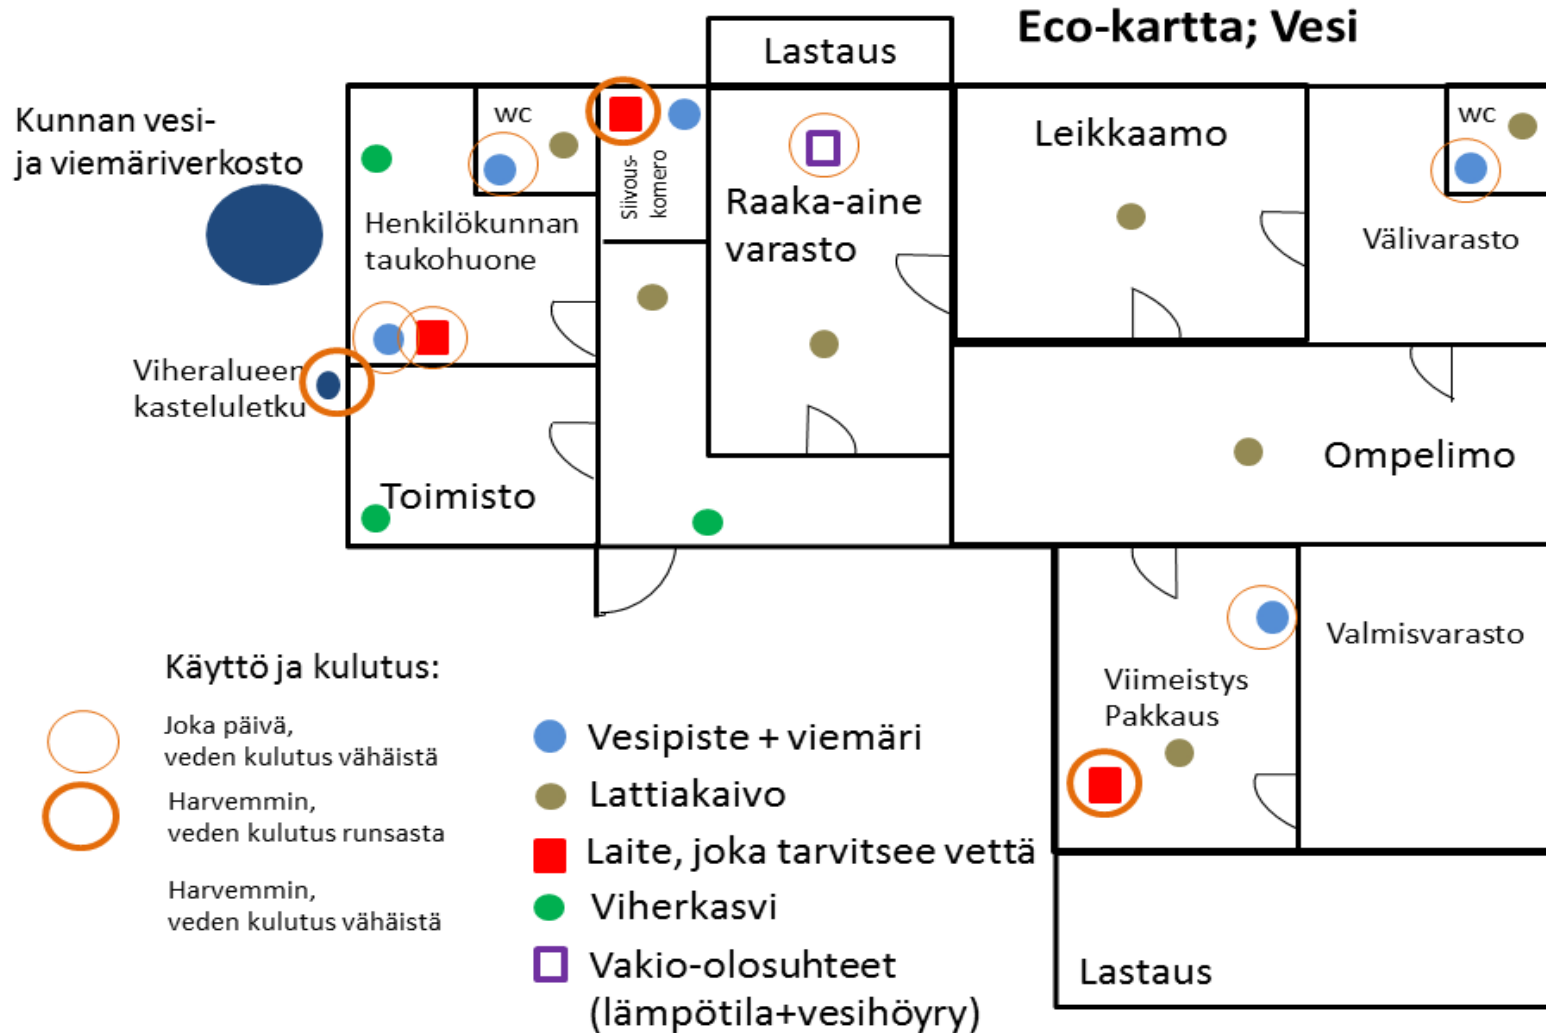 Eco-kartta; Vesi
Lastaus
Kunnan vesi-
ja viemäriverkosto
wc
Siivous-
komero
Leikkaamo
wc
Raaka-aine
varasto
Henkilökunnan
taukohuone
Välivarasto
Viheralueen
kasteluletku
Toimisto
Ompelimo
Valmisvarasto
Viimeistys
Pakkaus
Lastaus
Käyttö ja kulutus:
Joka päivä,
veden kulutus vähäistä
Harvemmin,
veden kulutus runsasta
Harvemmin,
veden kulutus vähäistä
Vesipiste + viemäri
Lattiakaivo
Laite, joka tarvitsee vettä
Viherkasvi
Vakio-olosuhteet
(lämpötila+vesihöyry)